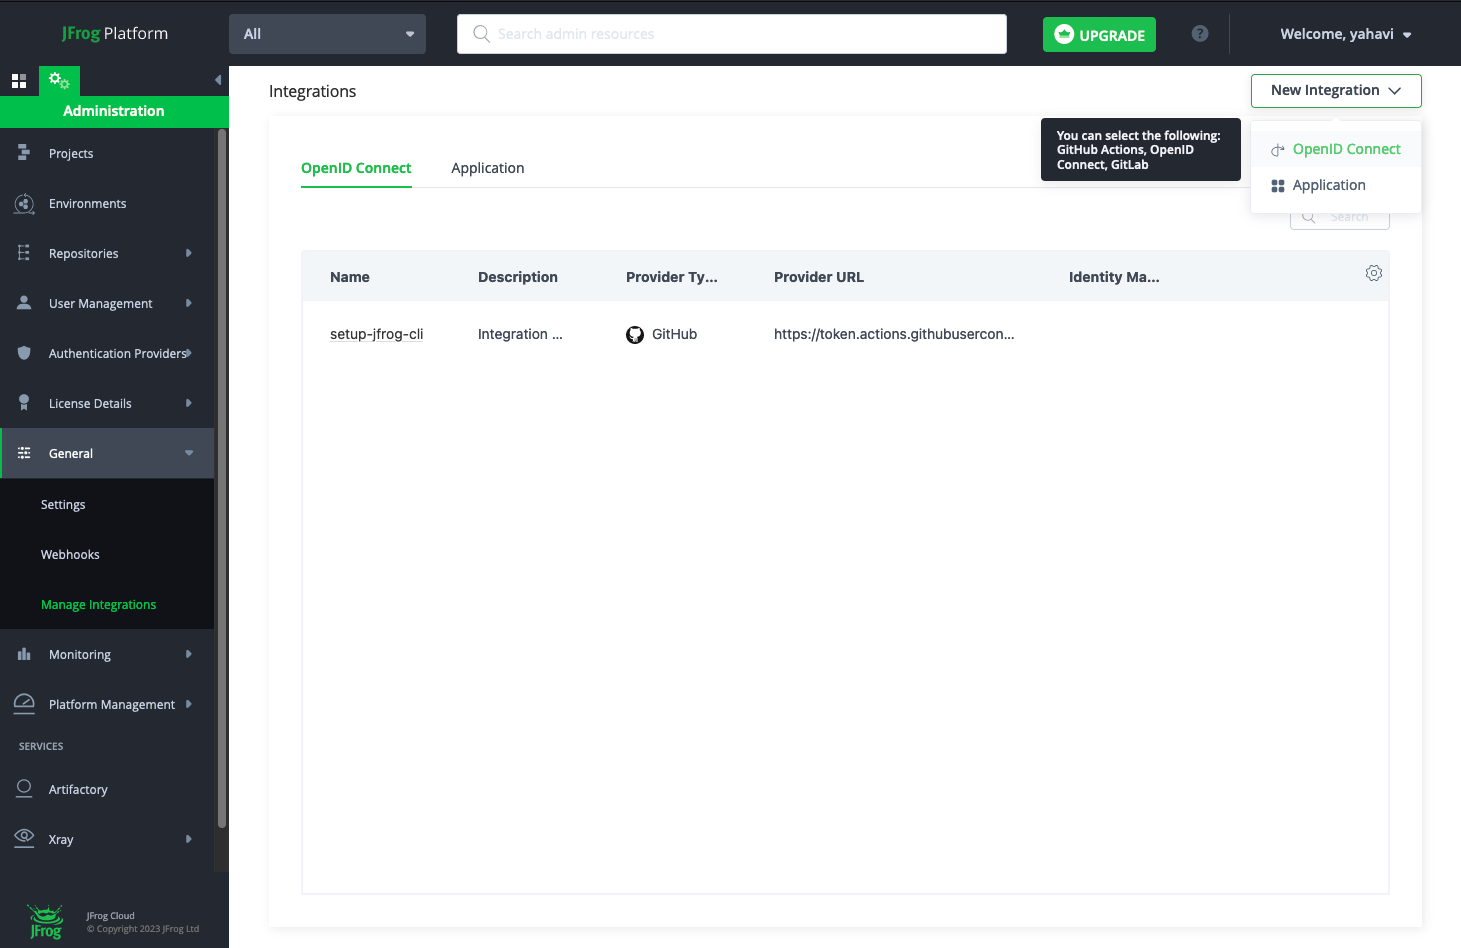 JFrog Platform
All
Search admin resources
UPGRADE
?
Welcome, yahavi
Administration
Projects
Environments
Repositories
User Management
Authentication Providers
License Details
General
Settings
Webhooks
Manage Integrations
Monitoring
Platform Management
SERVICES
Artifactory
Xray
JFrog
JFrog Cloud
© Copyright 2023 JFrog Ltd
Integrations
New Integration
You can select the following:
GitHub Actions, OpenID
Connect, GitLab
OpenID Connect
Application
OpenID Connect
Application
Search
Name Description Provider Ty... Provider URL Identity Ma...
setup-jfrog-cli Integration ... GitHub https://token.actions.githubusercon...